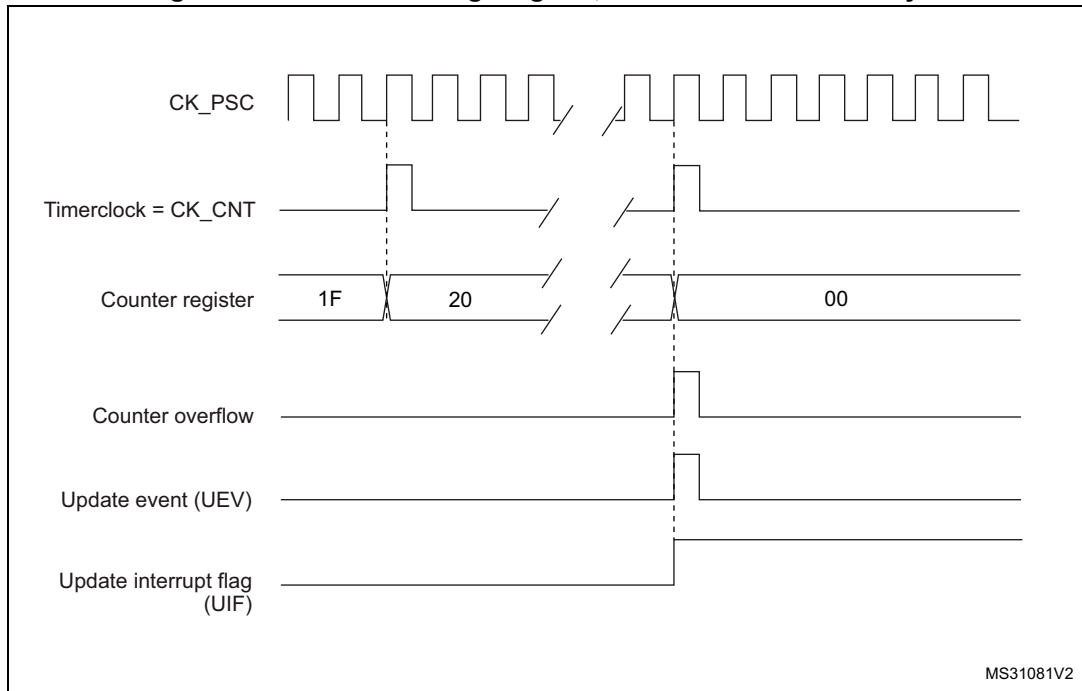 CK_PSC
Timerclock = CK_CNT
Counter register
1F
20
00
Counter overflow
Update event (UEV)
Update interrupt flag
(UIF)
MS31081V2